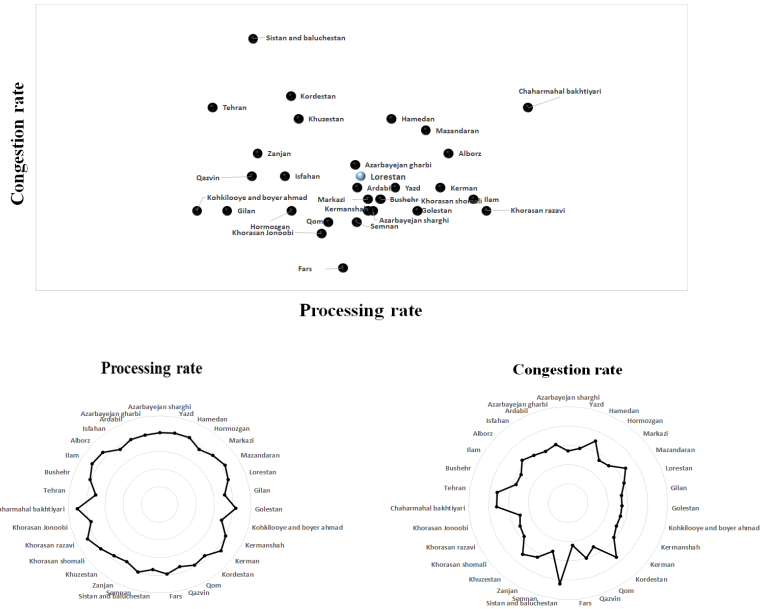 Congestion rate
Sistan and baluchestan
Chaharmahal bakhtiyari
Kordestan
Tehran
Khuzestan
Hamedan
Mazandaran
Zanjan
Alborz
Azarbayejan gharbi
Qazvin
Isfahan
Lorestan
Ardabil
Yazd
Kerman
Kohkilooye and boyer ahmad
Markazi
Bushehr
Khorasan shomali
Ilam
Gilan
Kermanshah
Golestan
Khorasan razavi
Hormozgan
Qom
Azarbayejan sharghi
Semnan
Khorasan Jonoobi
Fars
Processing rate
Processing rate
Azarbayejan sharghi
Yazd
Hamedan
Hormozgan
Markazi
Mazandaran
Lorestan
Gilan
Golestan
Kohkilooye and boyer ahmad
Kermanshah
Kerman
Kordestan
Qom
Qazvin
Fars
Sistan and baluchestan
Semnan
Zanjan
Khuzestan
Khorasan shomali
Khorasan razavi
Khorasan Jonoobi
haharmahal bakhtiyari
Tehran
Bushehr
Ilam
Alborz
Isfahan
Ardabil
Azarbayejan gharbi
Congestion rate
Azarbayejan sharghi
Yazd
Hamedan
Hormozgan
Markazi
Mazandaran
Lorestan
Gilan
Golestan
Kohkilooye and boyer ahmad
Kermanshah
Kerman
Kordestan
Qom
Qazvin
Fars
Sistan and baluchestan
Semnan
Zanjan
Khuzestan
Khorasan shomali
Khorasan razavi
Khorasan Jonoobi
Chaharmahal bakhtiyari
Tehran
Bushehr
Ilam
Alborz
Isfahan
Ardabil
Azarbayejan gharbi